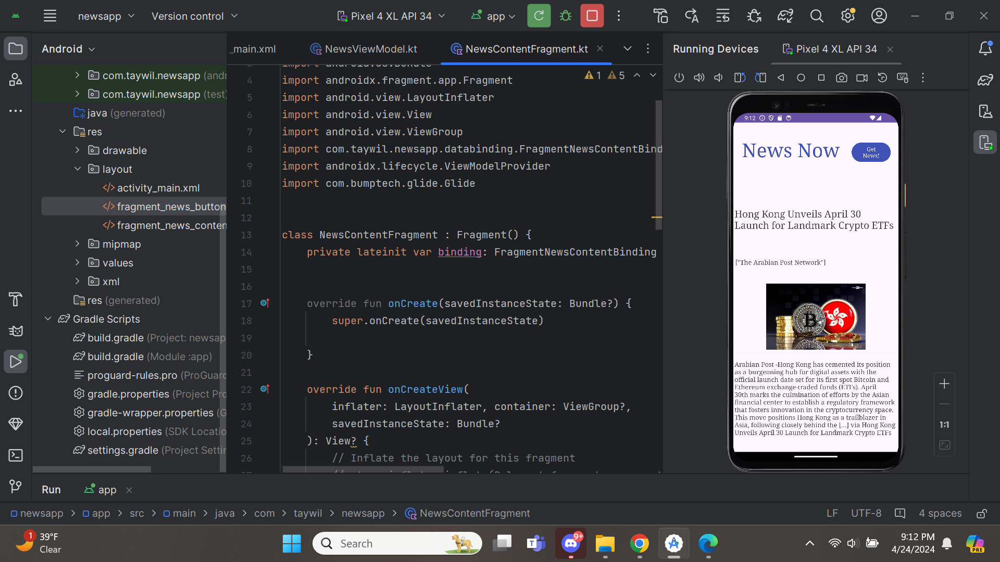 newsapp
Version control
Pixel 4 XL API 34
app
Android
_main.xml
NewsViewModel.kt
NewsContentFragment.kt
Running Devices
Pixel 4 XL API 34
com.taywil.newsapp (andr
com.taywil.newsapp (test)
java (generated)
res
drawable
layout
activity_main.xml
fragment_news_button
fragment_news_conten
mipmap
values
xml
res (generated)
Gradle Scripts
build.gradle (Project: newsap
build.gradle (Module :app)
proguard-rules.pro (ProGuard
gradle.properties (Project Pro
gradle-wrapper.properties (G
local.properties (SDK Locatio
settings.gradle (Project Settin
1 5
4 import androidx.fragment.app.Fragment
5 import android.view.LayoutInflater
6 import android.view.View
7 import android.view.ViewGroup
8 import com.taywil.newsapp.databinding.FragmentNewsContentBind
9 import androidx.lifecycle.ViewModelProvider
10 import com.bumptech.glide.Glide
11
12
13 class NewsContentFragment : Fragment() {
14 private lateinit var binding: FragmentNewsContentBinding
15
16
17 override fun onCreate(savedInstanceState: Bundle?) {
18 super.onCreate(savedInstanceState)
19
20 }
21
22 override fun onCreateView(
23 inflater: LayoutInflater, container: ViewGroup?,
24 savedInstanceState: Bundle?
25 ): View? {
26 // Inflate the layout for this fragment
9:12
News Now
Get
News!
Hong Kong Unveils April 30
Launch for Landmark Crypto ETFs
["The Arabian Post Network"]
Arabian Post -Hong Kong has cemented its position
as a burgeoning hub for digital assets with the
official launch date set for its first spot Bitcoin and
Ethereum exchange-traded funds (ETFs). April
30th marks the culmination of efforts by the Asian
financial center to establish a regulatory framework
that fosters innovation in the cryptocurrency space.
This move positions Hong Kong as a trailblazer in
Asia, following closely behind the [...] via Hong Kong
Unveils April 30 Launch for Landmark Crypto ETFs
1:1
Run
app
newsapp > app > src > main > java > com > taywil > newsapp > NewsContentFragment
LF
UTF-8
4 spaces
1
39°F
Clear
Search
T
9+
9:12 PM
4/24/2024
PRE